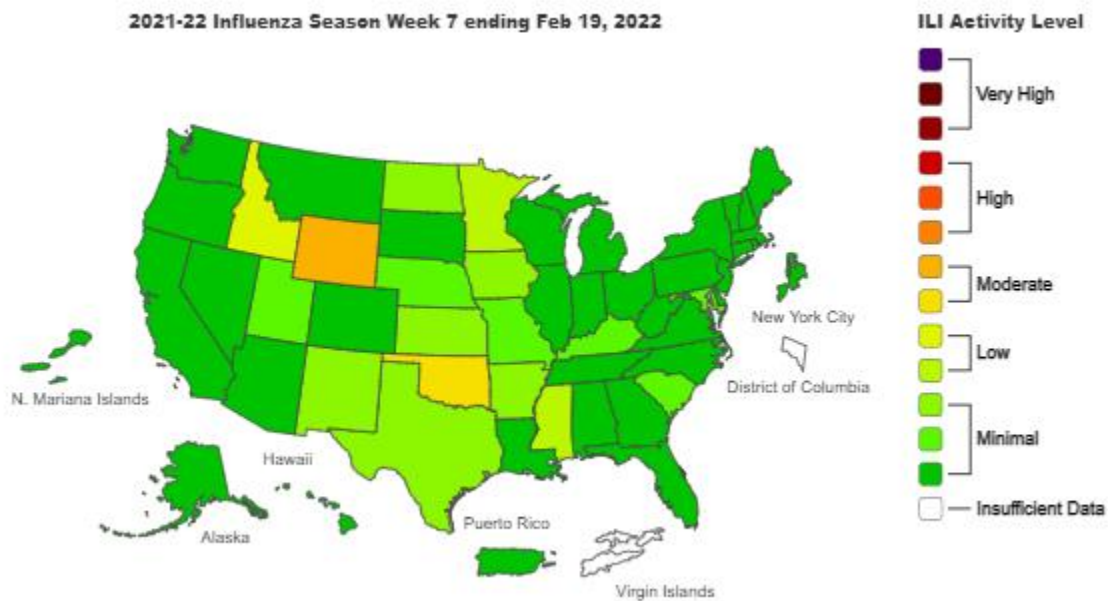 2021-22 Influenza Season Week 7 ending Feb 19, 2022
ILI Activity Level
Very High
High
Moderate
Low
Minimal
Insufficient Data
New York City
District of Columbia
N. Mariana Islands
Hawaii
Alaska
Puerto Rico
Virgin Islands